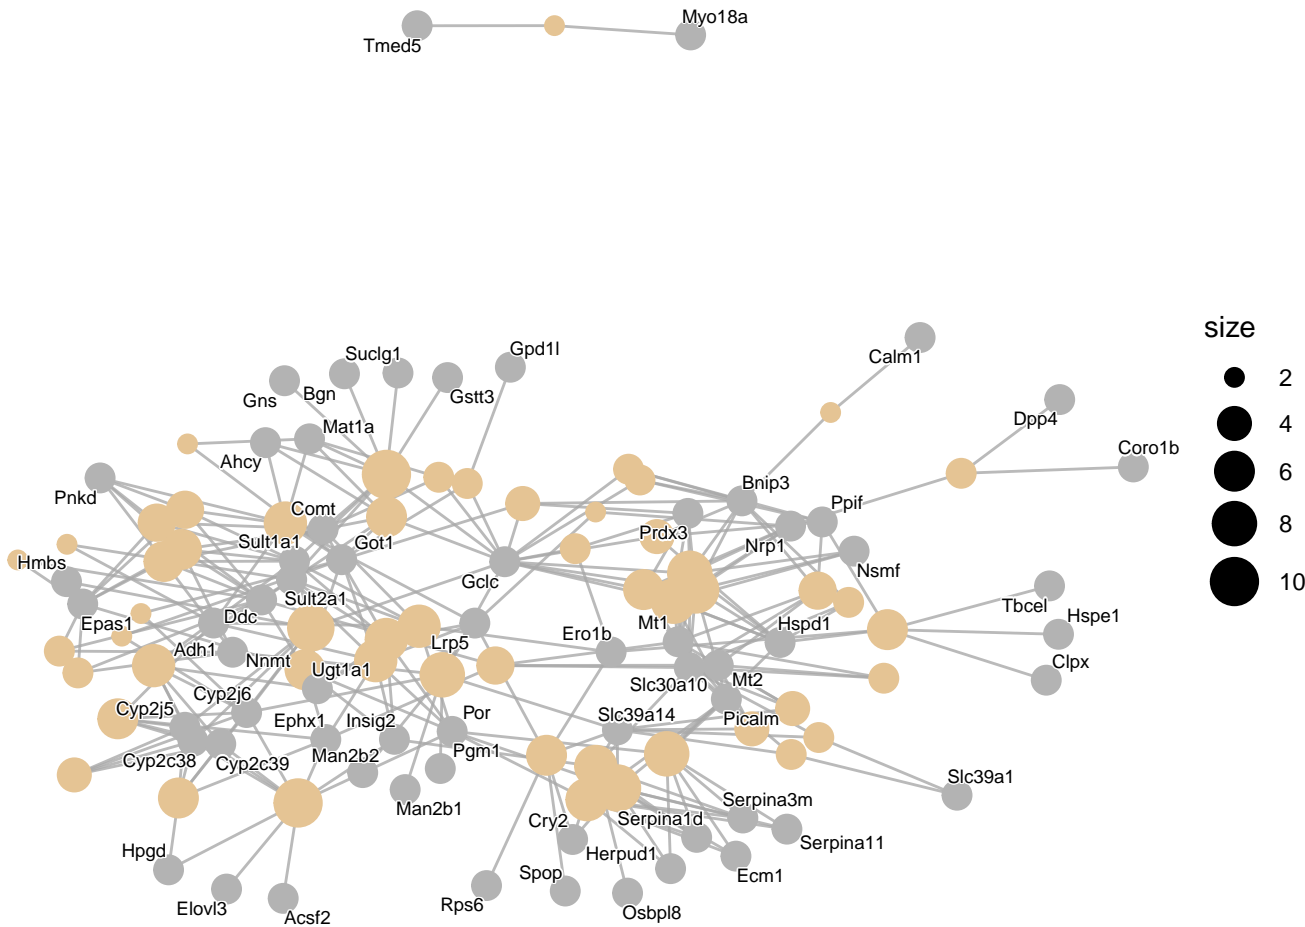 Myo18a
Tmed5
size
2
4
6
8
10
Calm1
Gpd1l
Suclg1
Gstt3
Bgn
Gns
Dpp4
Coro1b
Mat1a
Ahcy
Pnkd
Bnip3
Ppif
Comt
Prdx3
Nrp1
Sult1a1
Got1
Hmbs
Gclc
Nsmf
Sult2a1
Tbcel
Hspe1
Ddc
Epas1
Mt1
Hspd1
Ero1b
Lrp5
Adh1
Nnmt
Ugt1a1
Clpx
Mt2
Slc30a10
Cyp2j6
Cyp2j5
Ephx1
Insig2
Por
Slc39a14
Picalm
Pgm1
Man2b2
Cyp2c38
Cyp2c39
Slc39a1
Man2b1
Serpina3m
Cry2
Serpina1d
Serpina11
Hpgd
Herpud1
Spop
Ecm1
Rps6
Elovl3
Acsf2
Osbpl8